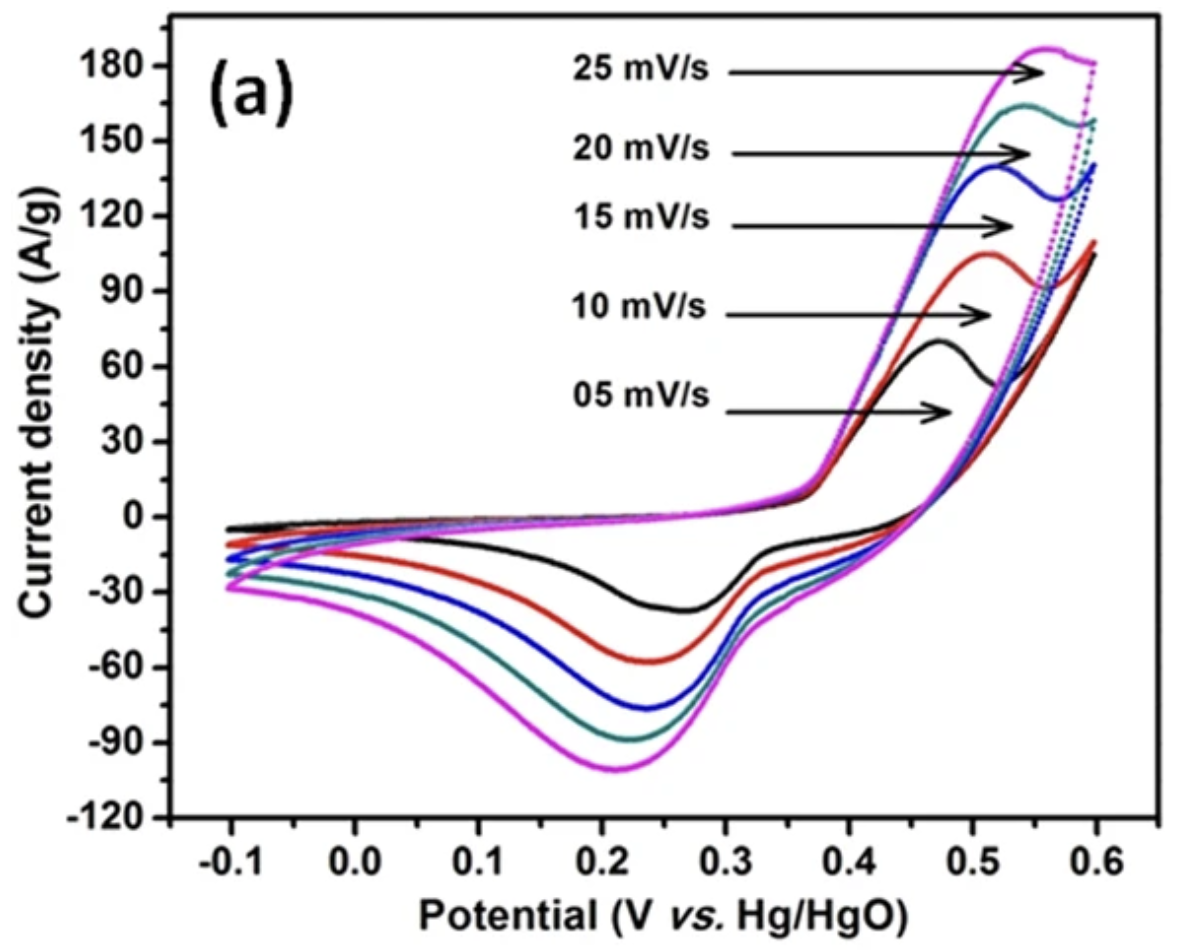 (a)
25 mV/s
20 mV/s
15 mV/s
10 mV/s
05 mV/s
Current density (A/g)
180
150
120
90
60
30
0
-30
-60
-90
-120
-0.1 0.0 0.1 0.2 0.3 0.4 0.5 0.6
Potential (V vs. Hg/HgO)